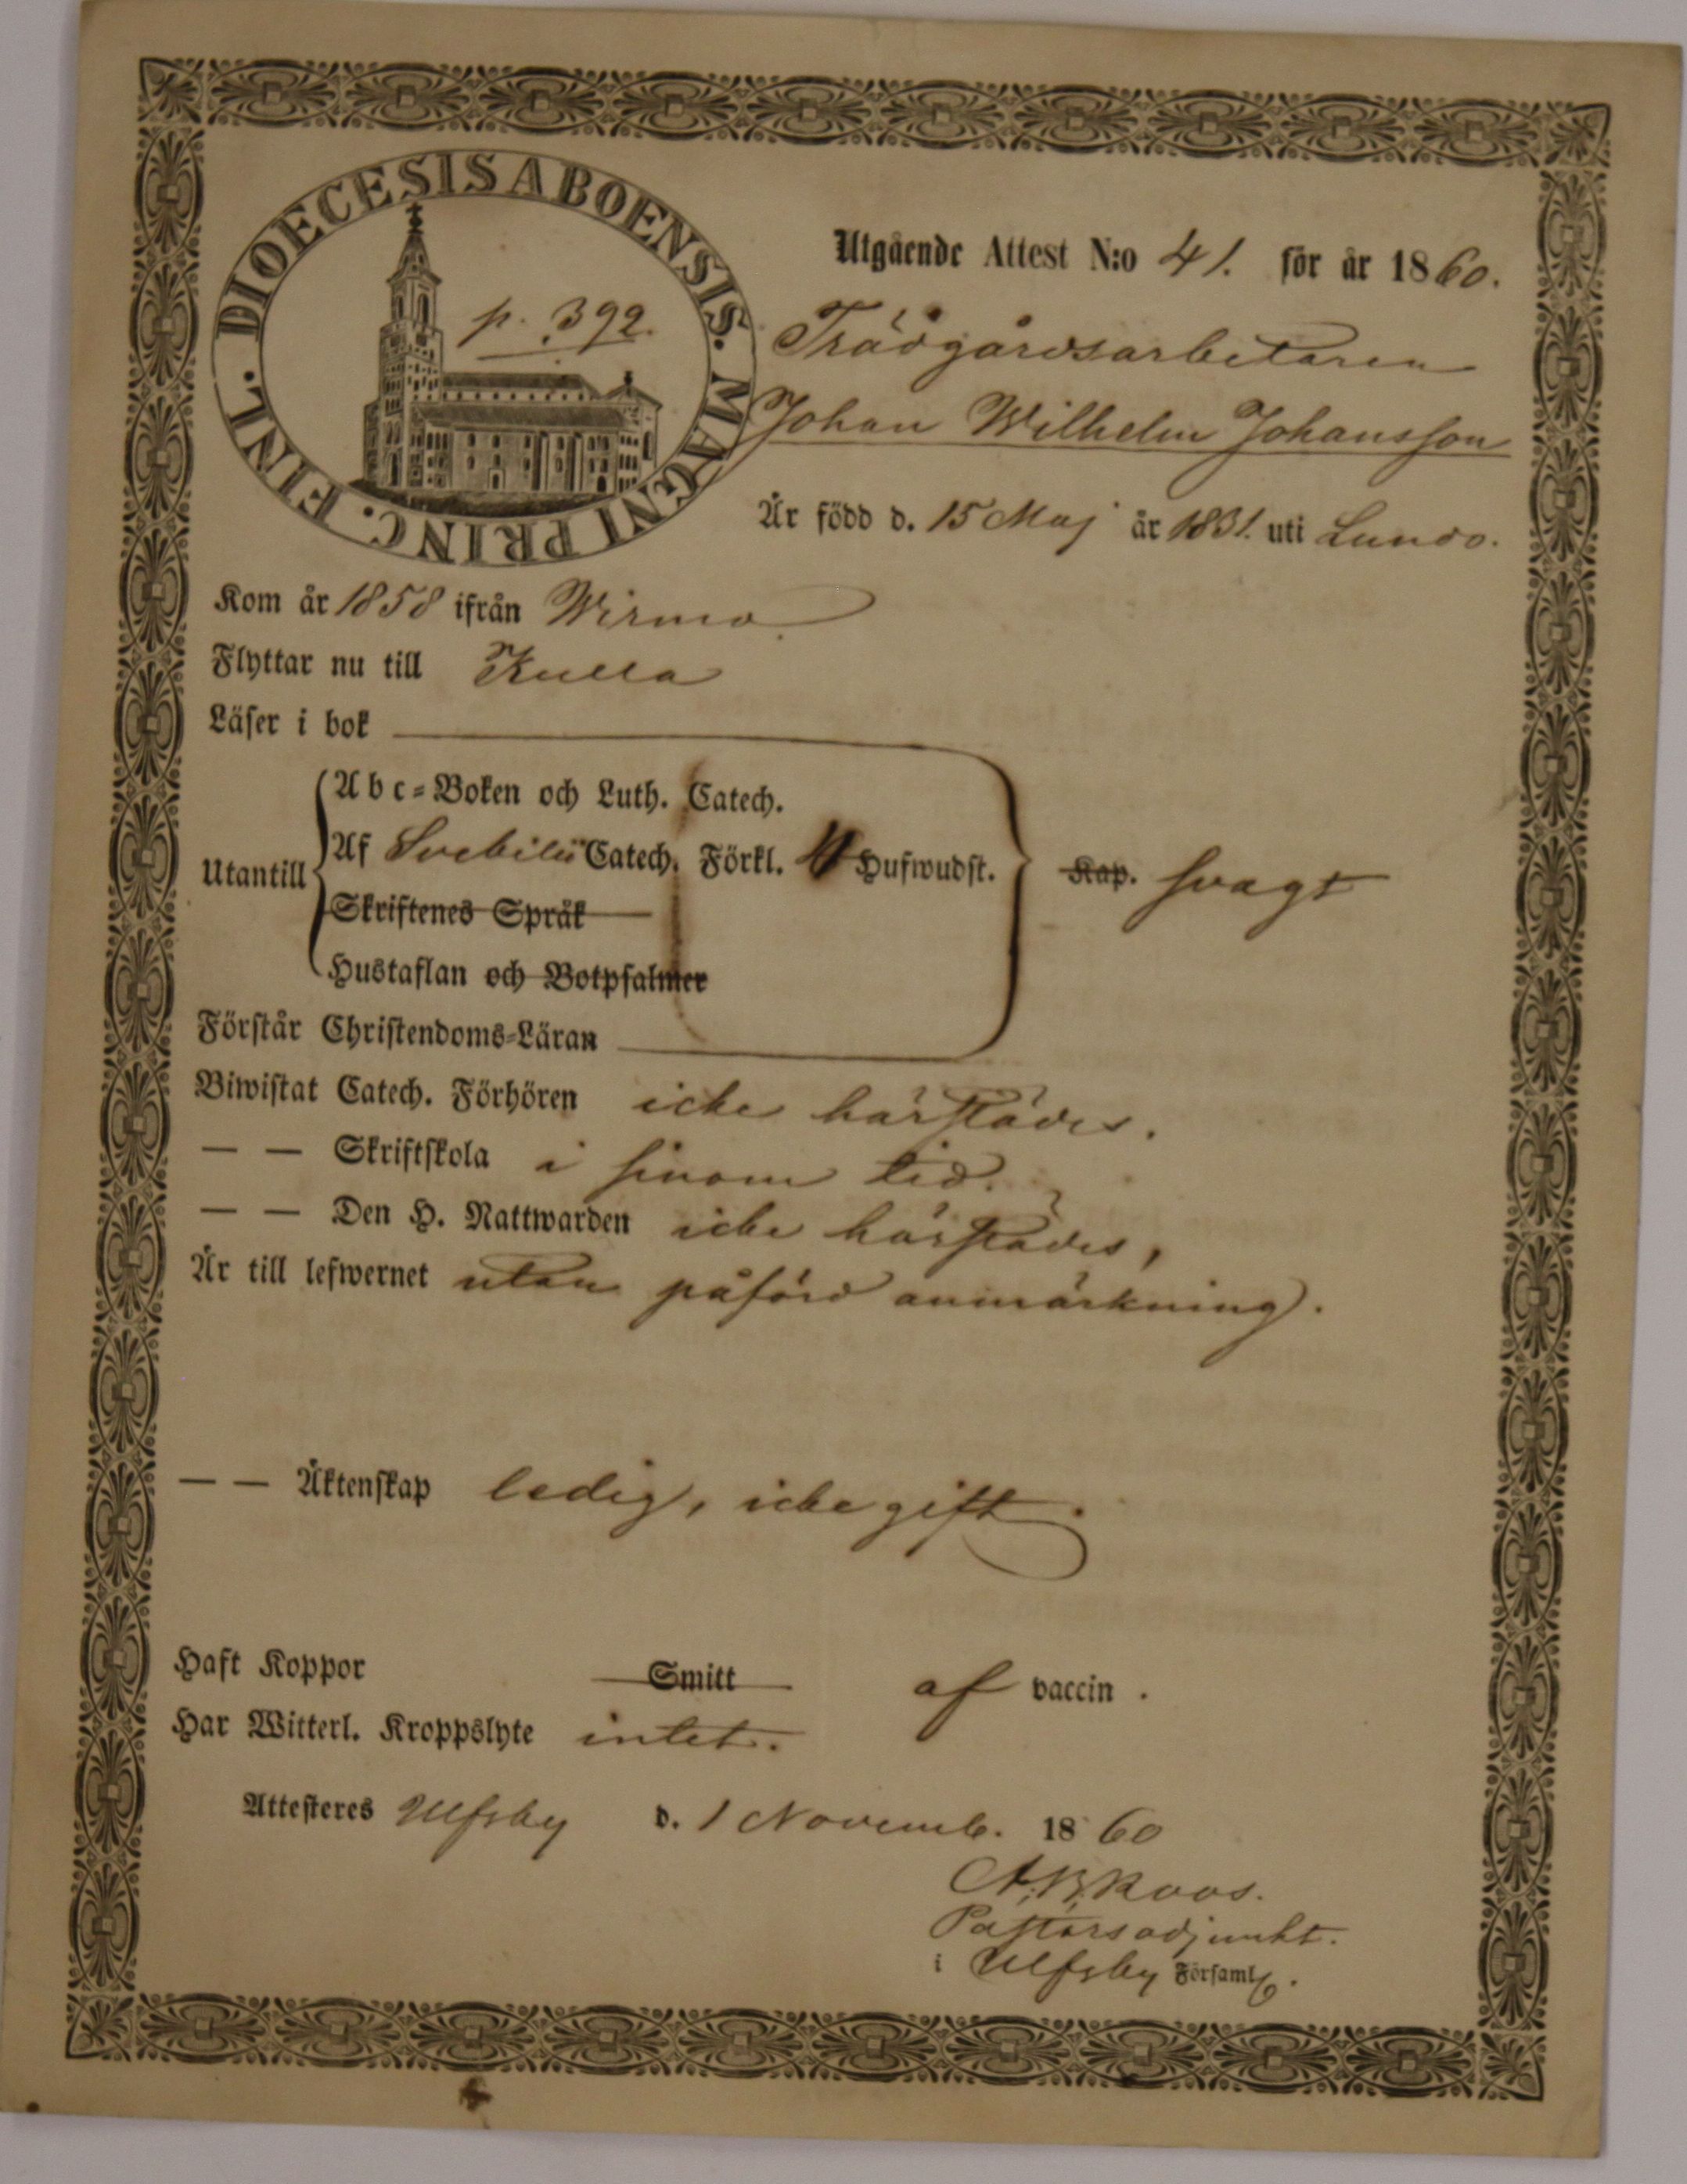 DIOECESIS ABOENSIS. MAGNI PRINC. FINL.
p. 392.
Utgående Attest N:o 41. för år 1860.
Trädgårdsarbetaren
Johan Wilhelm Johansson
Är född d. 15 Maj år 1831. uti Lundo.
Kom år 1858 ifrån Wirmo
Flyttar nu till Kulla
Läser i bok
Abc=Boken och Luth. Catech.
Utantill Af Svebilii Catech. Förkl. Hufwudst. Kap. svagt
Skriftenes Språk
Hustaflan och Botpsalmer
Förstår Christendoms=Läran
Biwistat Catech. Förhören icke härstädes.
— — Skriftskola i sinom tid.
— — Den H. Nattwarden icke härstädes,
Är till lefwernet utan påförd anmärkning.
— — Äktenskap ledig, icke gift.
Haft Koppor Smitt af vaccin .
Har Witterl. Kroppslyte intet.
Attesteres Ulfsby d. 1 Novemb. 1860
A. B. Roos.
Pastorsadjunkt.
i Ulfsby Församl.